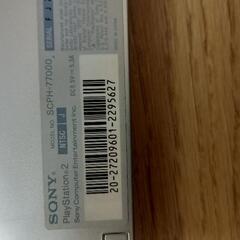 SONY
PlayStation®2
Sony Computer Entertainment Inc.
MODEL NO. SCPH-77000
NTSC J
DC 8.5V 5.3A
SERIAL
20-27209601-2295627